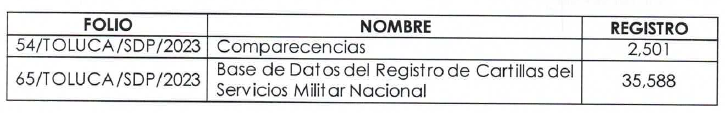 FOLIO NOMBRE REGISTRO
54/TOLUCA/SDP/2023 Comparecencias 2,501
65/TOLUCA/SDP/2023 Base de Datos del Registro de Cartillas del Servicios Militar Nacional 35,588